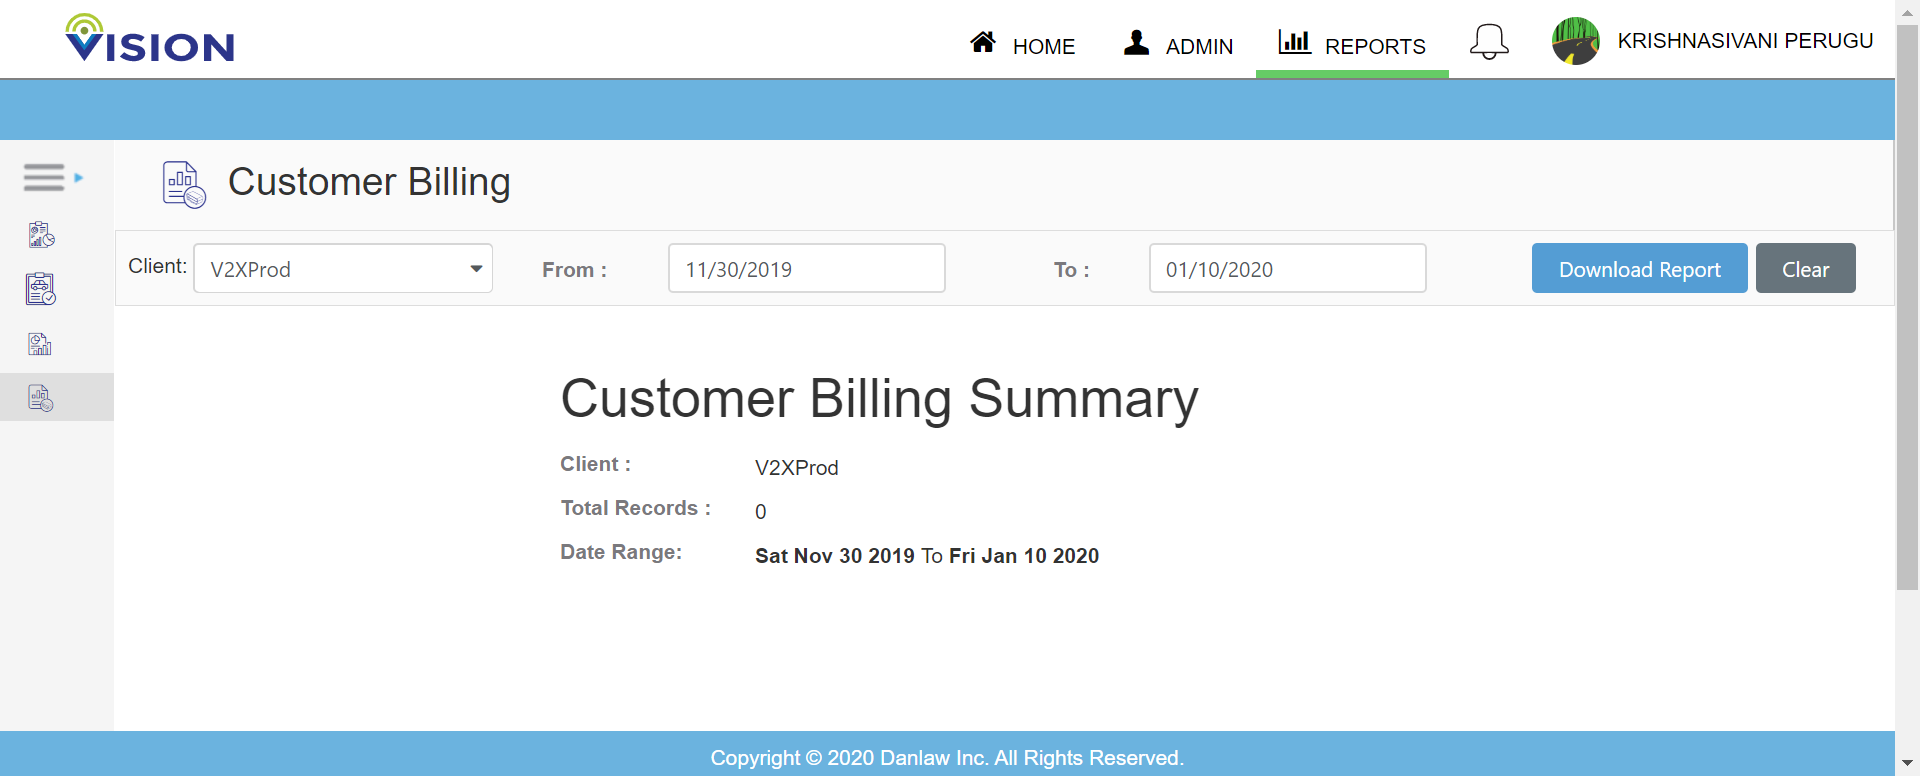 VISION
HOME
ADMIN
REPORTS
KRISHNASIVANI PERUGU
Customer Billing
Client:
V2XProd
From :
11/30/2019
To :
01/10/2020
Download Report
Clear
Customer Billing Summary
Client : V2XProd
Total Records : 0
Date Range: Sat Nov 30 2019 To Fri Jan 10 2020
Copyright © 2020 Danlaw Inc. All Rights Reserved.